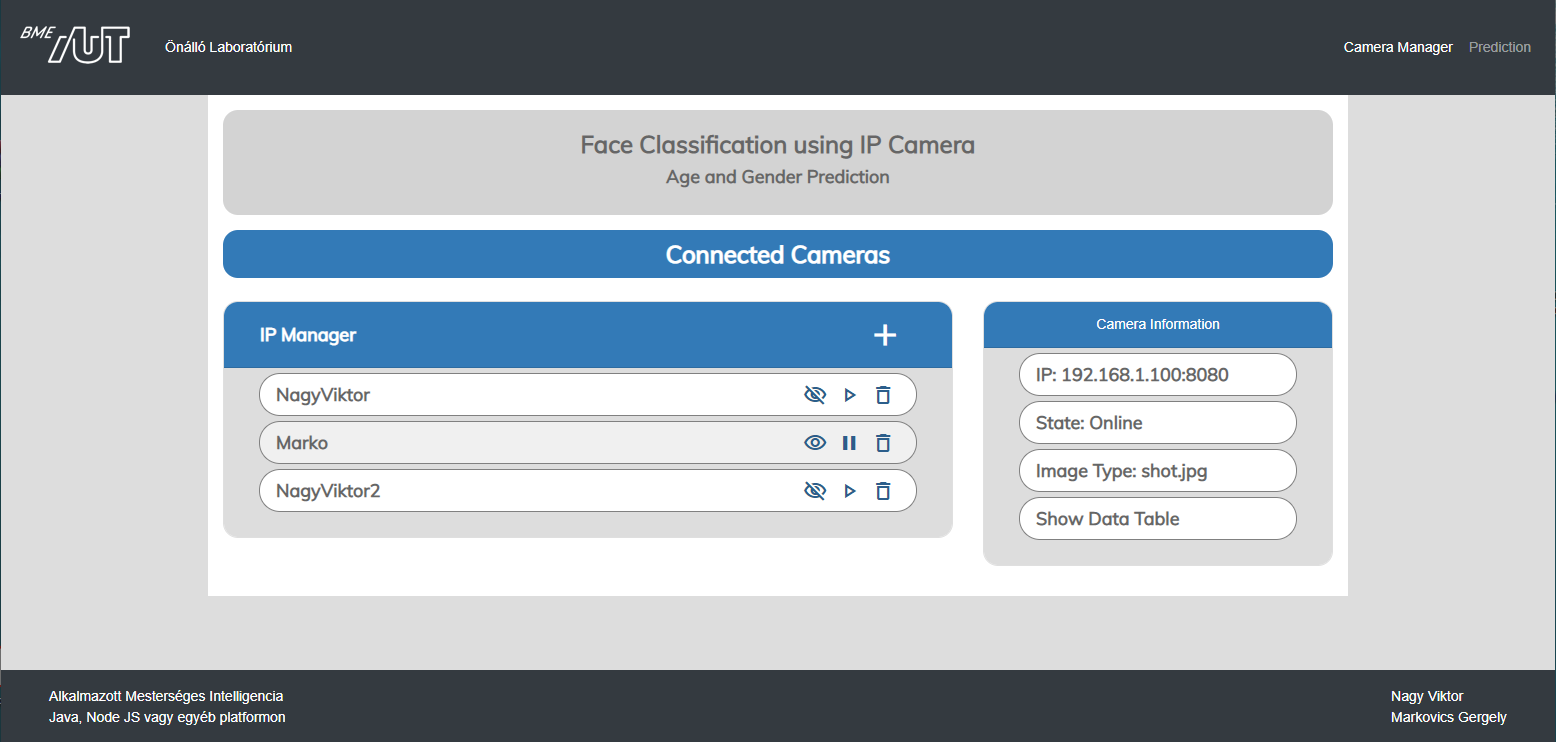 BME IAUT
Önálló Laboratórium
Camera Manager
Prediction
Face Classification using IP Camera
Age and Gender Prediction
Connected Cameras
IP Manager
NagyViktor
Marko
NagyViktor2
Camera Information
IP: 192.168.1.100:8080
State: Online
Image Type: shot.jpg
Show Data Table
Alkalmazott Mesterséges Intelligencia
Java, Node JS vagy egyéb platformon
Nagy Viktor
Markovics Gergely